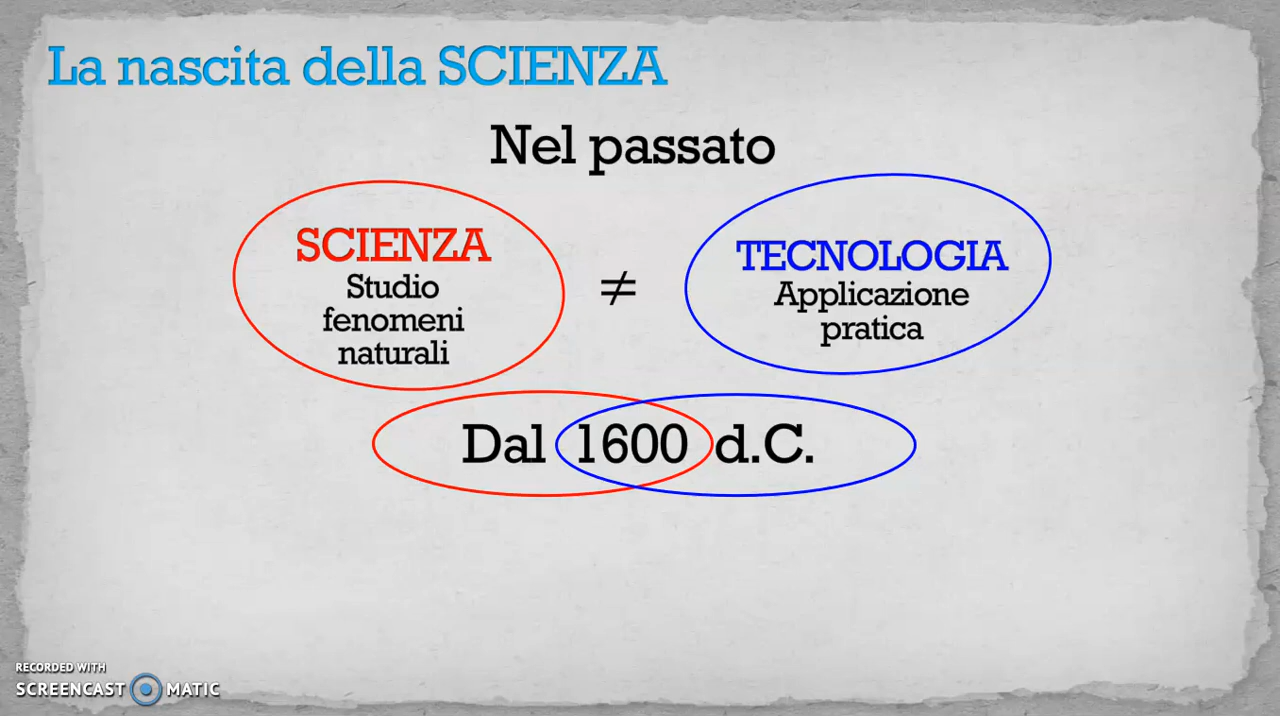 La nascita della SCIENZA
Nel passato
SCIENZA
Studio
fenomeni
naturali
≠
TECNOLOGIA
Applicazione
pratica
Dal 1600 d.C.
RECORDED WITH
SCREENCAST MATIC